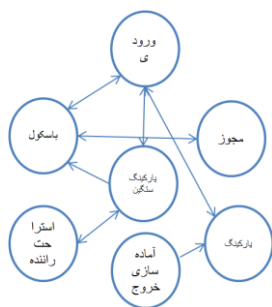 ورود
ی
باسکول
مجوز
پارکینگ
سنگین
استرا
حت
راننده
آماده
سازی
خروج
پارکینگ